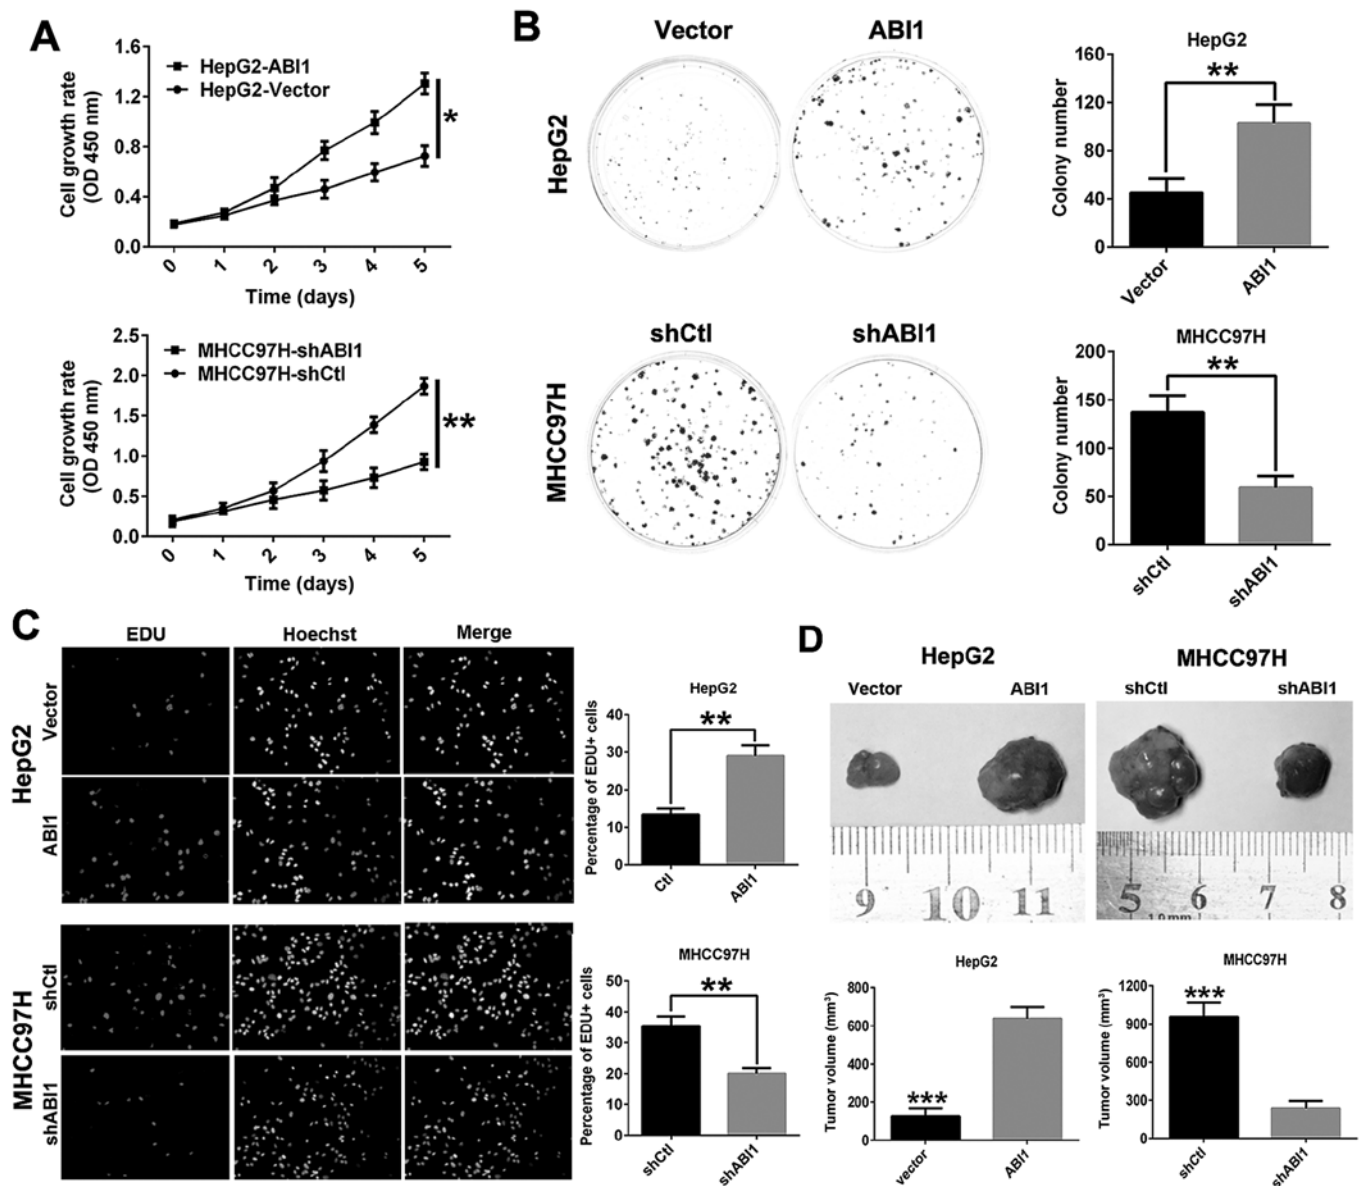 A
1.6
1.2
0.8
0.4
0.0
Cell growth rate
(OD 450 nm)
HepG2-ABI1
HepG2-Vector
*
0 1 2 3 4 5
Time (days)
2.5
2.0
1.5
1.0
0.5
0.0
Cell growth rate
(OD 450 nm)
MHCC97H-shABI1
MHCC97H-shCtl
**
0 1 2 3 4 5
Time (days)
B
Vector ABI1
HepG2
shCtl shABI1
MHCC97H
HepG2
160
120
80
40
0
Colony number
**
Vector ABI1
MHCC97H
200
150
100
50
0
Colony number
**
shCtl shABI1
C
EDU Hoechst Merge
HepG2
Vector
ABI1
MHCC97H
shCtl
shABI1
HepG2
40
30
20
10
0
Percentage of EDU+ cells
**
Ctl ABI1
MHCC97H
50
40
30
20
10
0
Percentage of EDU+ cells
**
shCtl shABI1
D
HepG2 MHCC97H
Vector ABI1 shCtl shABI1
9 10 11
5 6 7 8
1.0 mm
HepG2
800
600
400
200
0
Tumor volume (mm³)
***
vector ABI1
MHCC97H
1200
900
600
300
0
Tumor volume (mm³)
***
shCtl shABI1